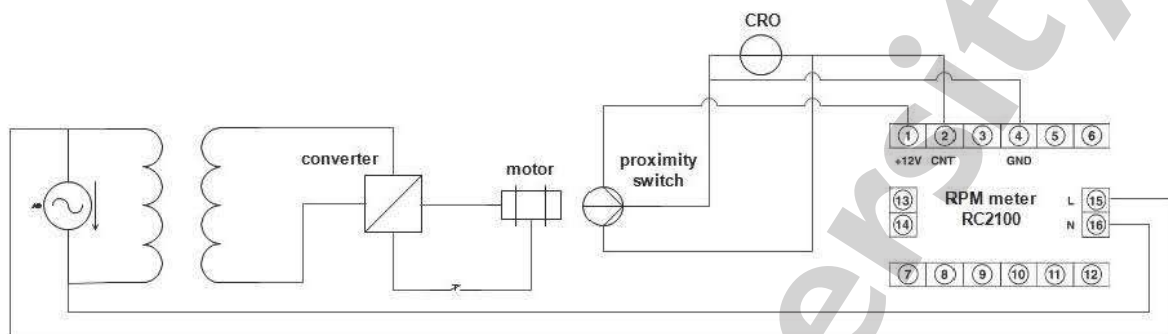 CRO
converter
motor
proximity
switch
1 2 3 4 5 6
+12V CNT GND
13 RPM meter L 15
14 RC2100 N 16
7 8 9 10 11 12